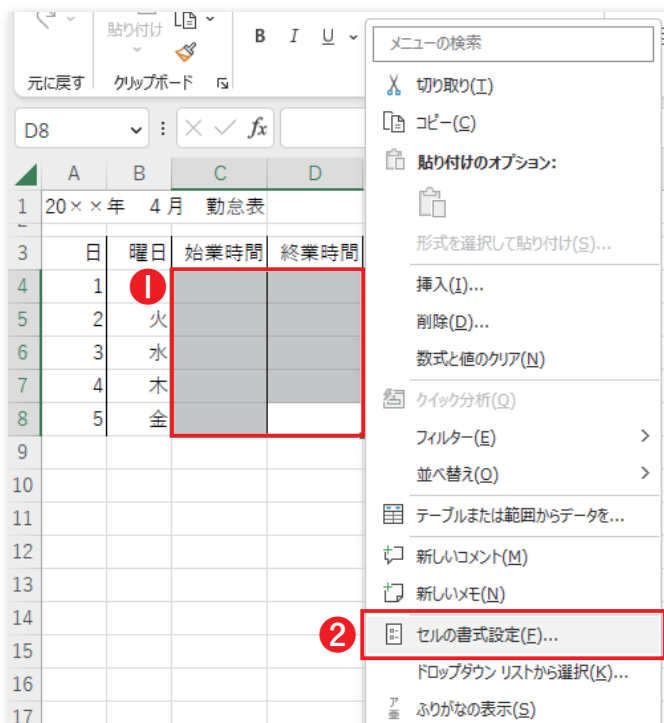 貼り付け
B I U
元に戻す クリップボード
D8 fx
A B C D
1 20××年 4月 勤怠表
3 日 曜日 始業時間 終業時間
4 1
5 2 火
6 3 水
7 4 木
8 5 金
9
10
11
12
13
14
15
16
17
❶
メニューの検索
切り取り(T)
コピー(C)
貼り付けのオプション:
形式を選択して貼り付け(S)...
挿入(I)...
削除(D)...
数式と値のクリア(N)
クイック分析(Q)
フィルター(E)
並べ替え(O)
テーブルまたは範囲からデータを...
新しいコメント(M)
新しいメモ(N)
❷ セルの書式設定(F)...
ドロップダウン リストから選択(K)...
ふりがなの表示(S)